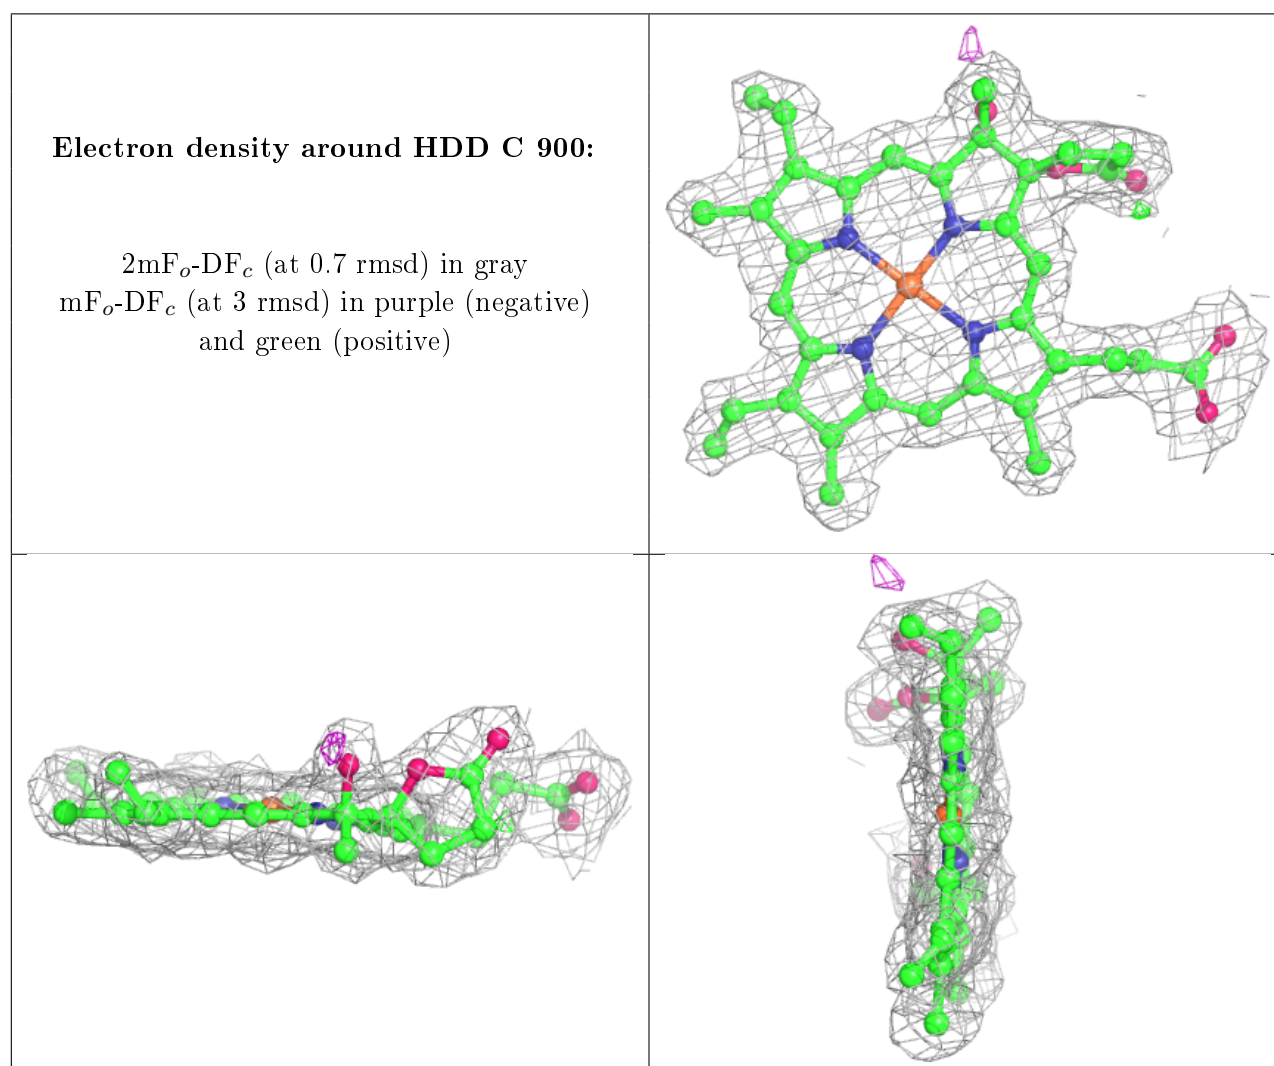 Electron density around HDD C 900:
2mFo-DFc (at 0.7 rmsd) in gray
mFo-DFc (at 3 rmsd) in purple (negative)
and green (positive)